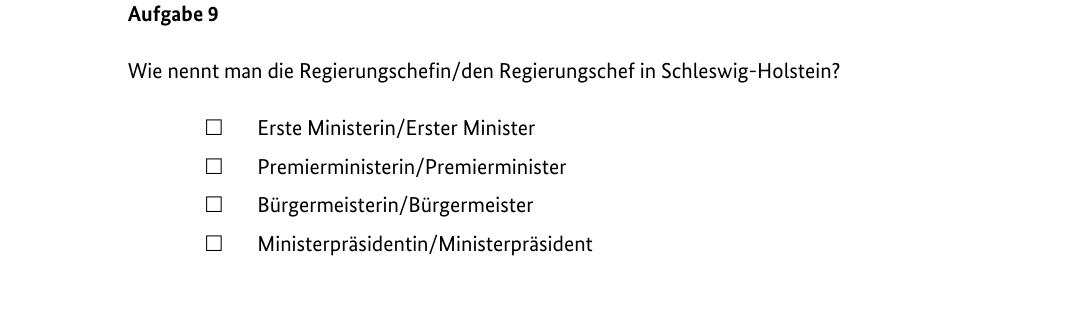 Aufgabe 9
Wie nennt man die Regierungschefin/den Regierungschef in Schleswig-Holstein?
☐ Erste Ministerin/Erster Minister
☐ Premierministerin/Premierminister
☐ Bürgermeisterin/Bürgermeister
☐ Ministerpräsidentin/Ministerpräsident